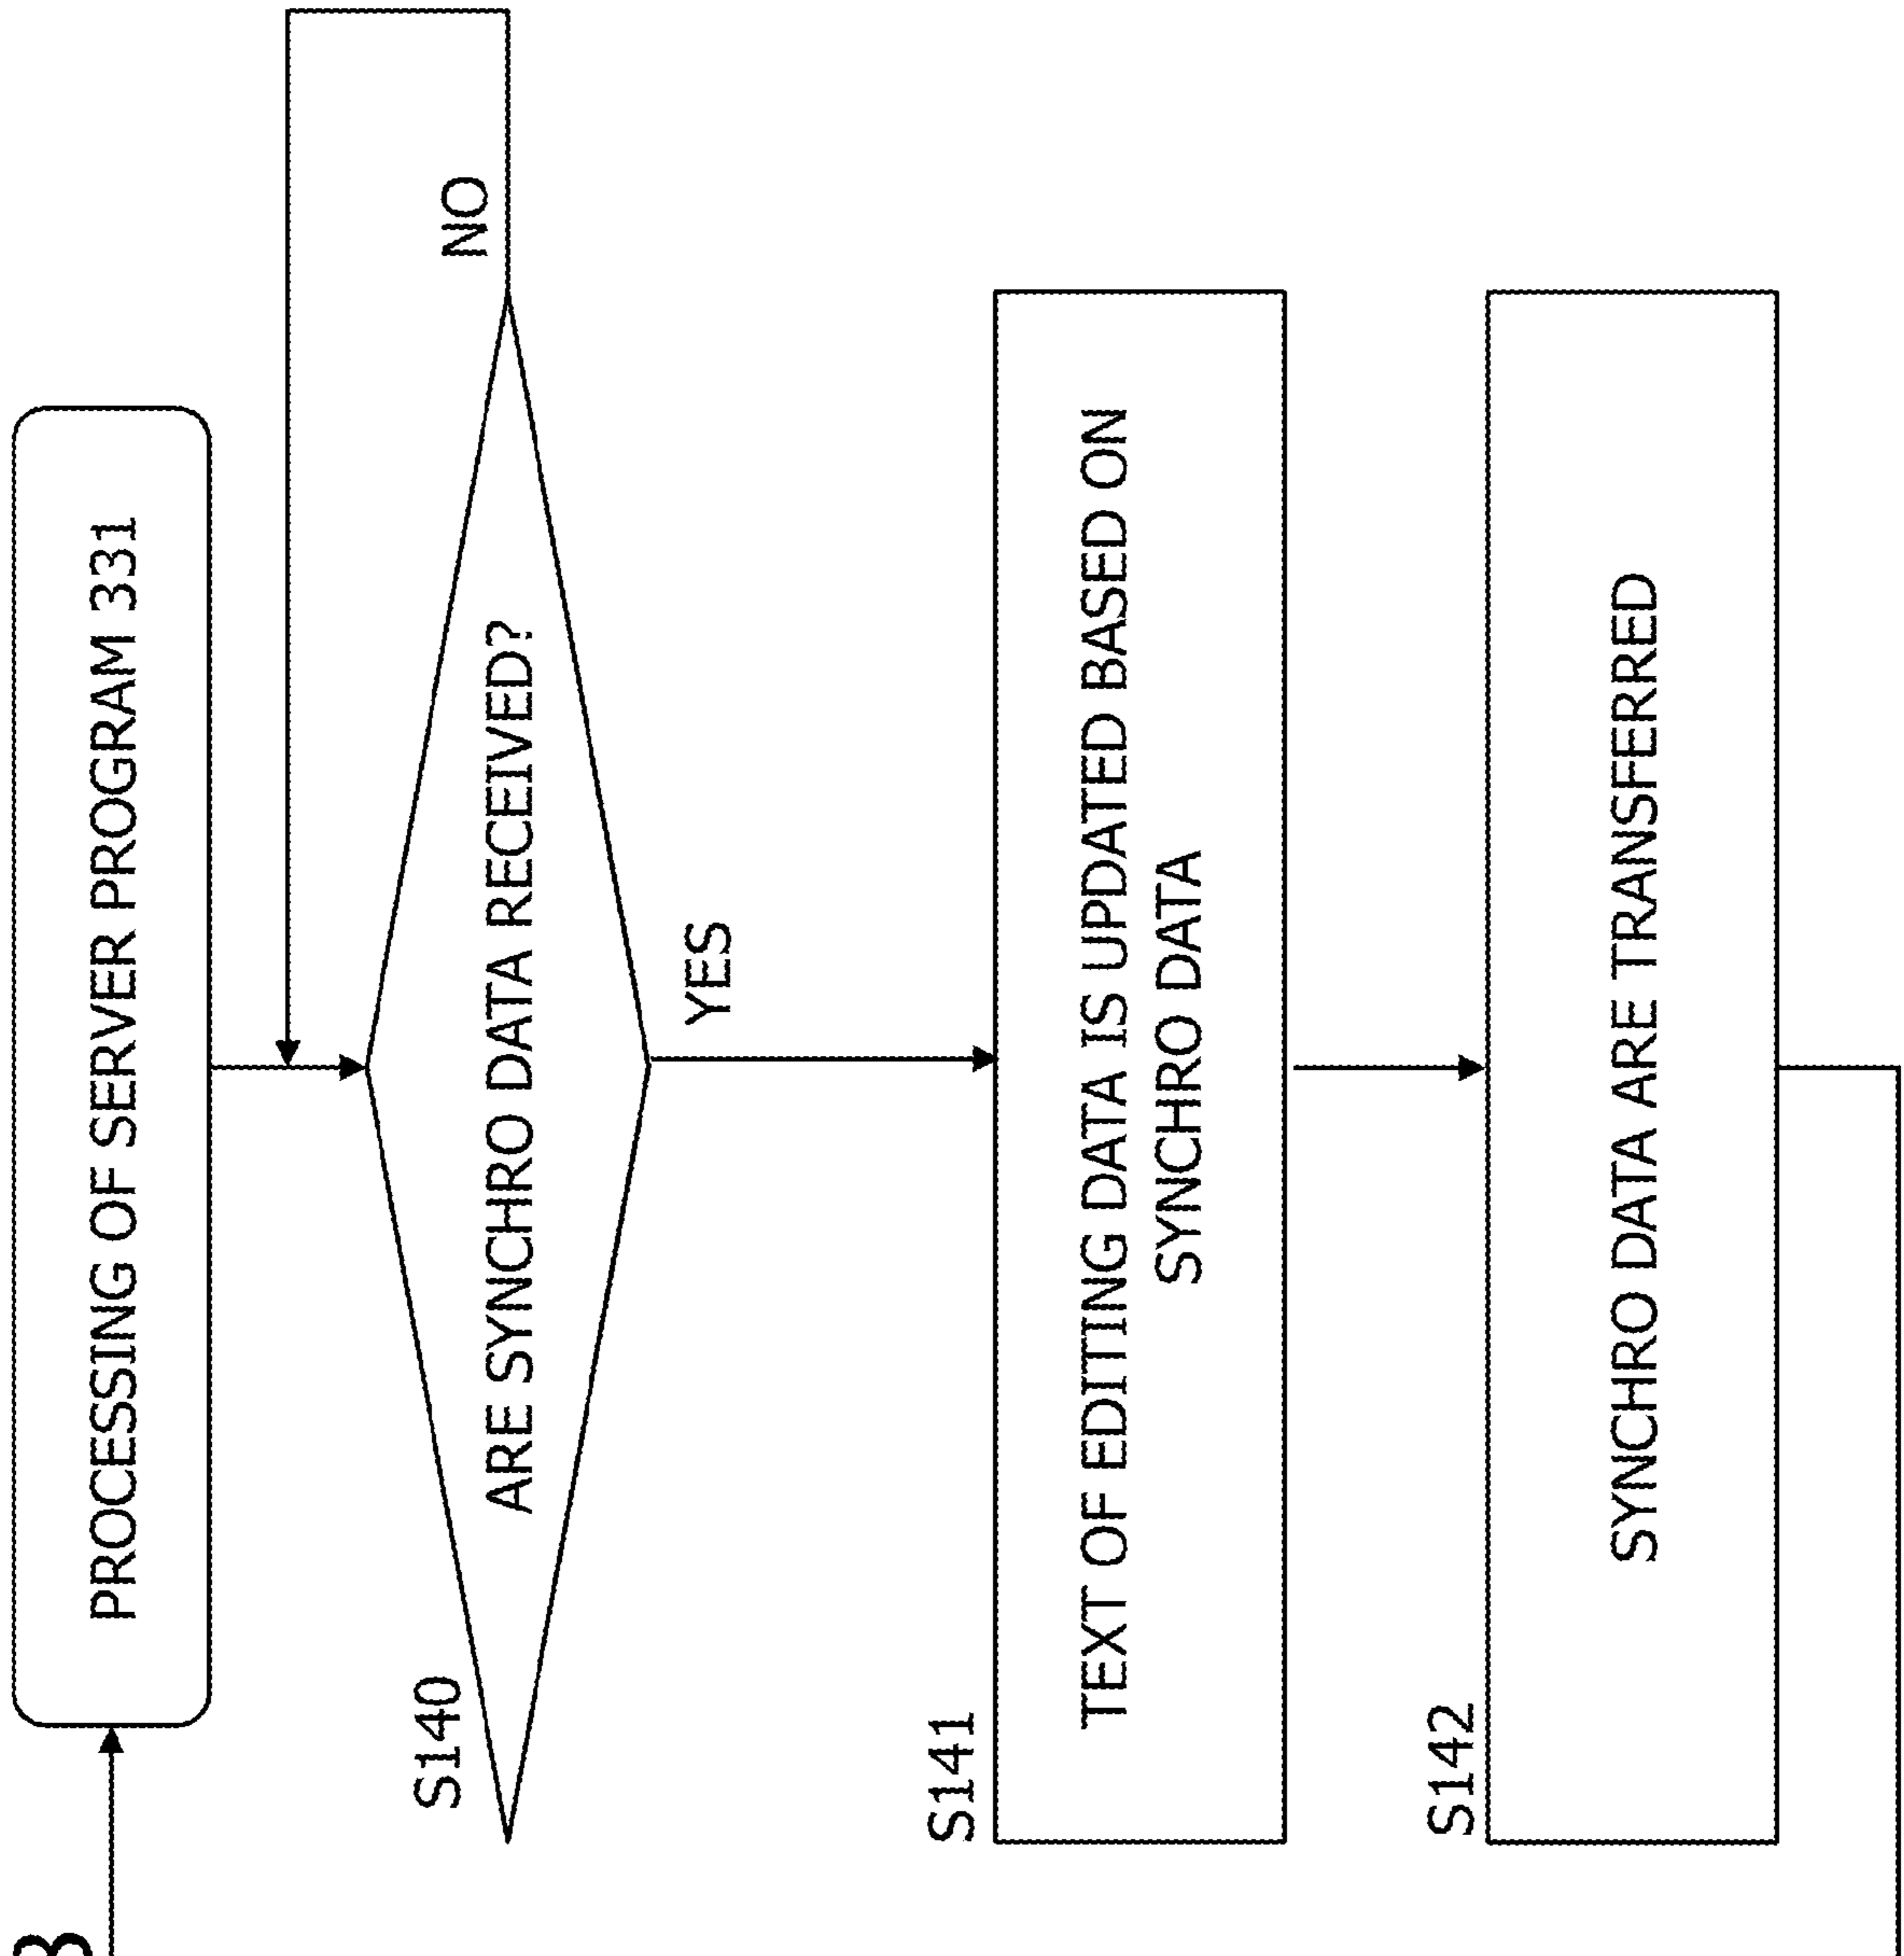 PROCESSING OF SERVER PROGRAM 331
S140
ARE SYNCHRO DATA RECEIVED?
NO
YES
S141
TEXT OF EDITING DATA IS UPDATED BASED ON
SYNCHRO DATA
S142
SYNCHRO DATA ARE TRANSFERRED